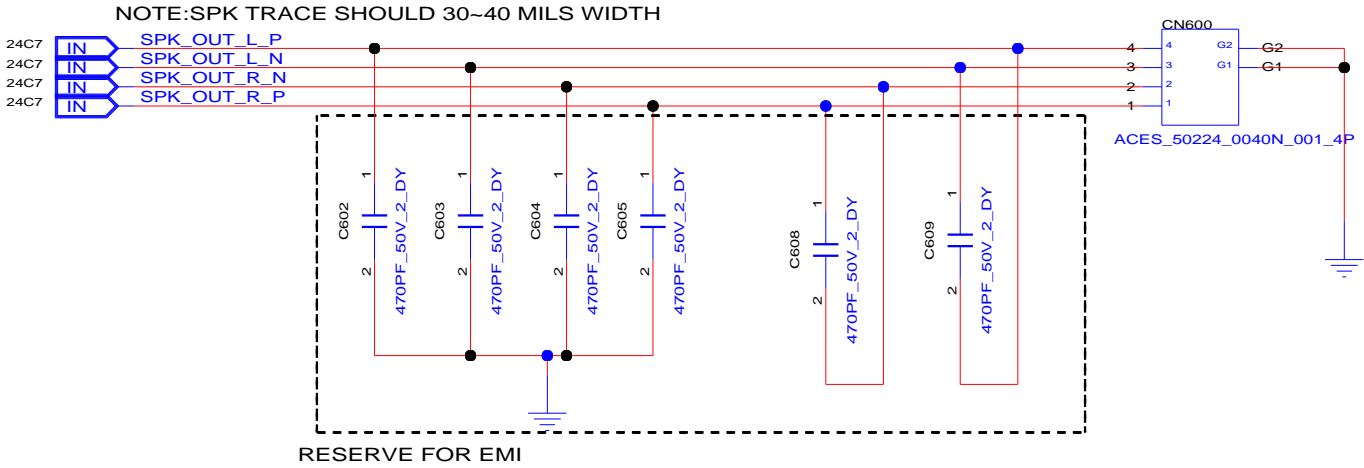 NOTE:SPK TRACE SHOULD 30~40 MILS WIDTH
24C7 IN SPK_OUT_L_P
24C7 IN SPK_OUT_L_N
24C7 IN SPK_OUT_R_N
24C7 IN SPK_OUT_R_P
CN600
4 4 G2 G2
3 3 G1 G1
2 2
1 1
ACES_50224_0040N_001_4P
1 C602 2 470PF_50V_2_DY
1 C603 2 470PF_50V_2_DY
1 C604 2 470PF_50V_2_DY
1 C605 2 470PF_50V_2_DY
1 C608 2 470PF_50V_2_DY
1 C609 2 470PF_50V_2_DY
RESERVE FOR EMI